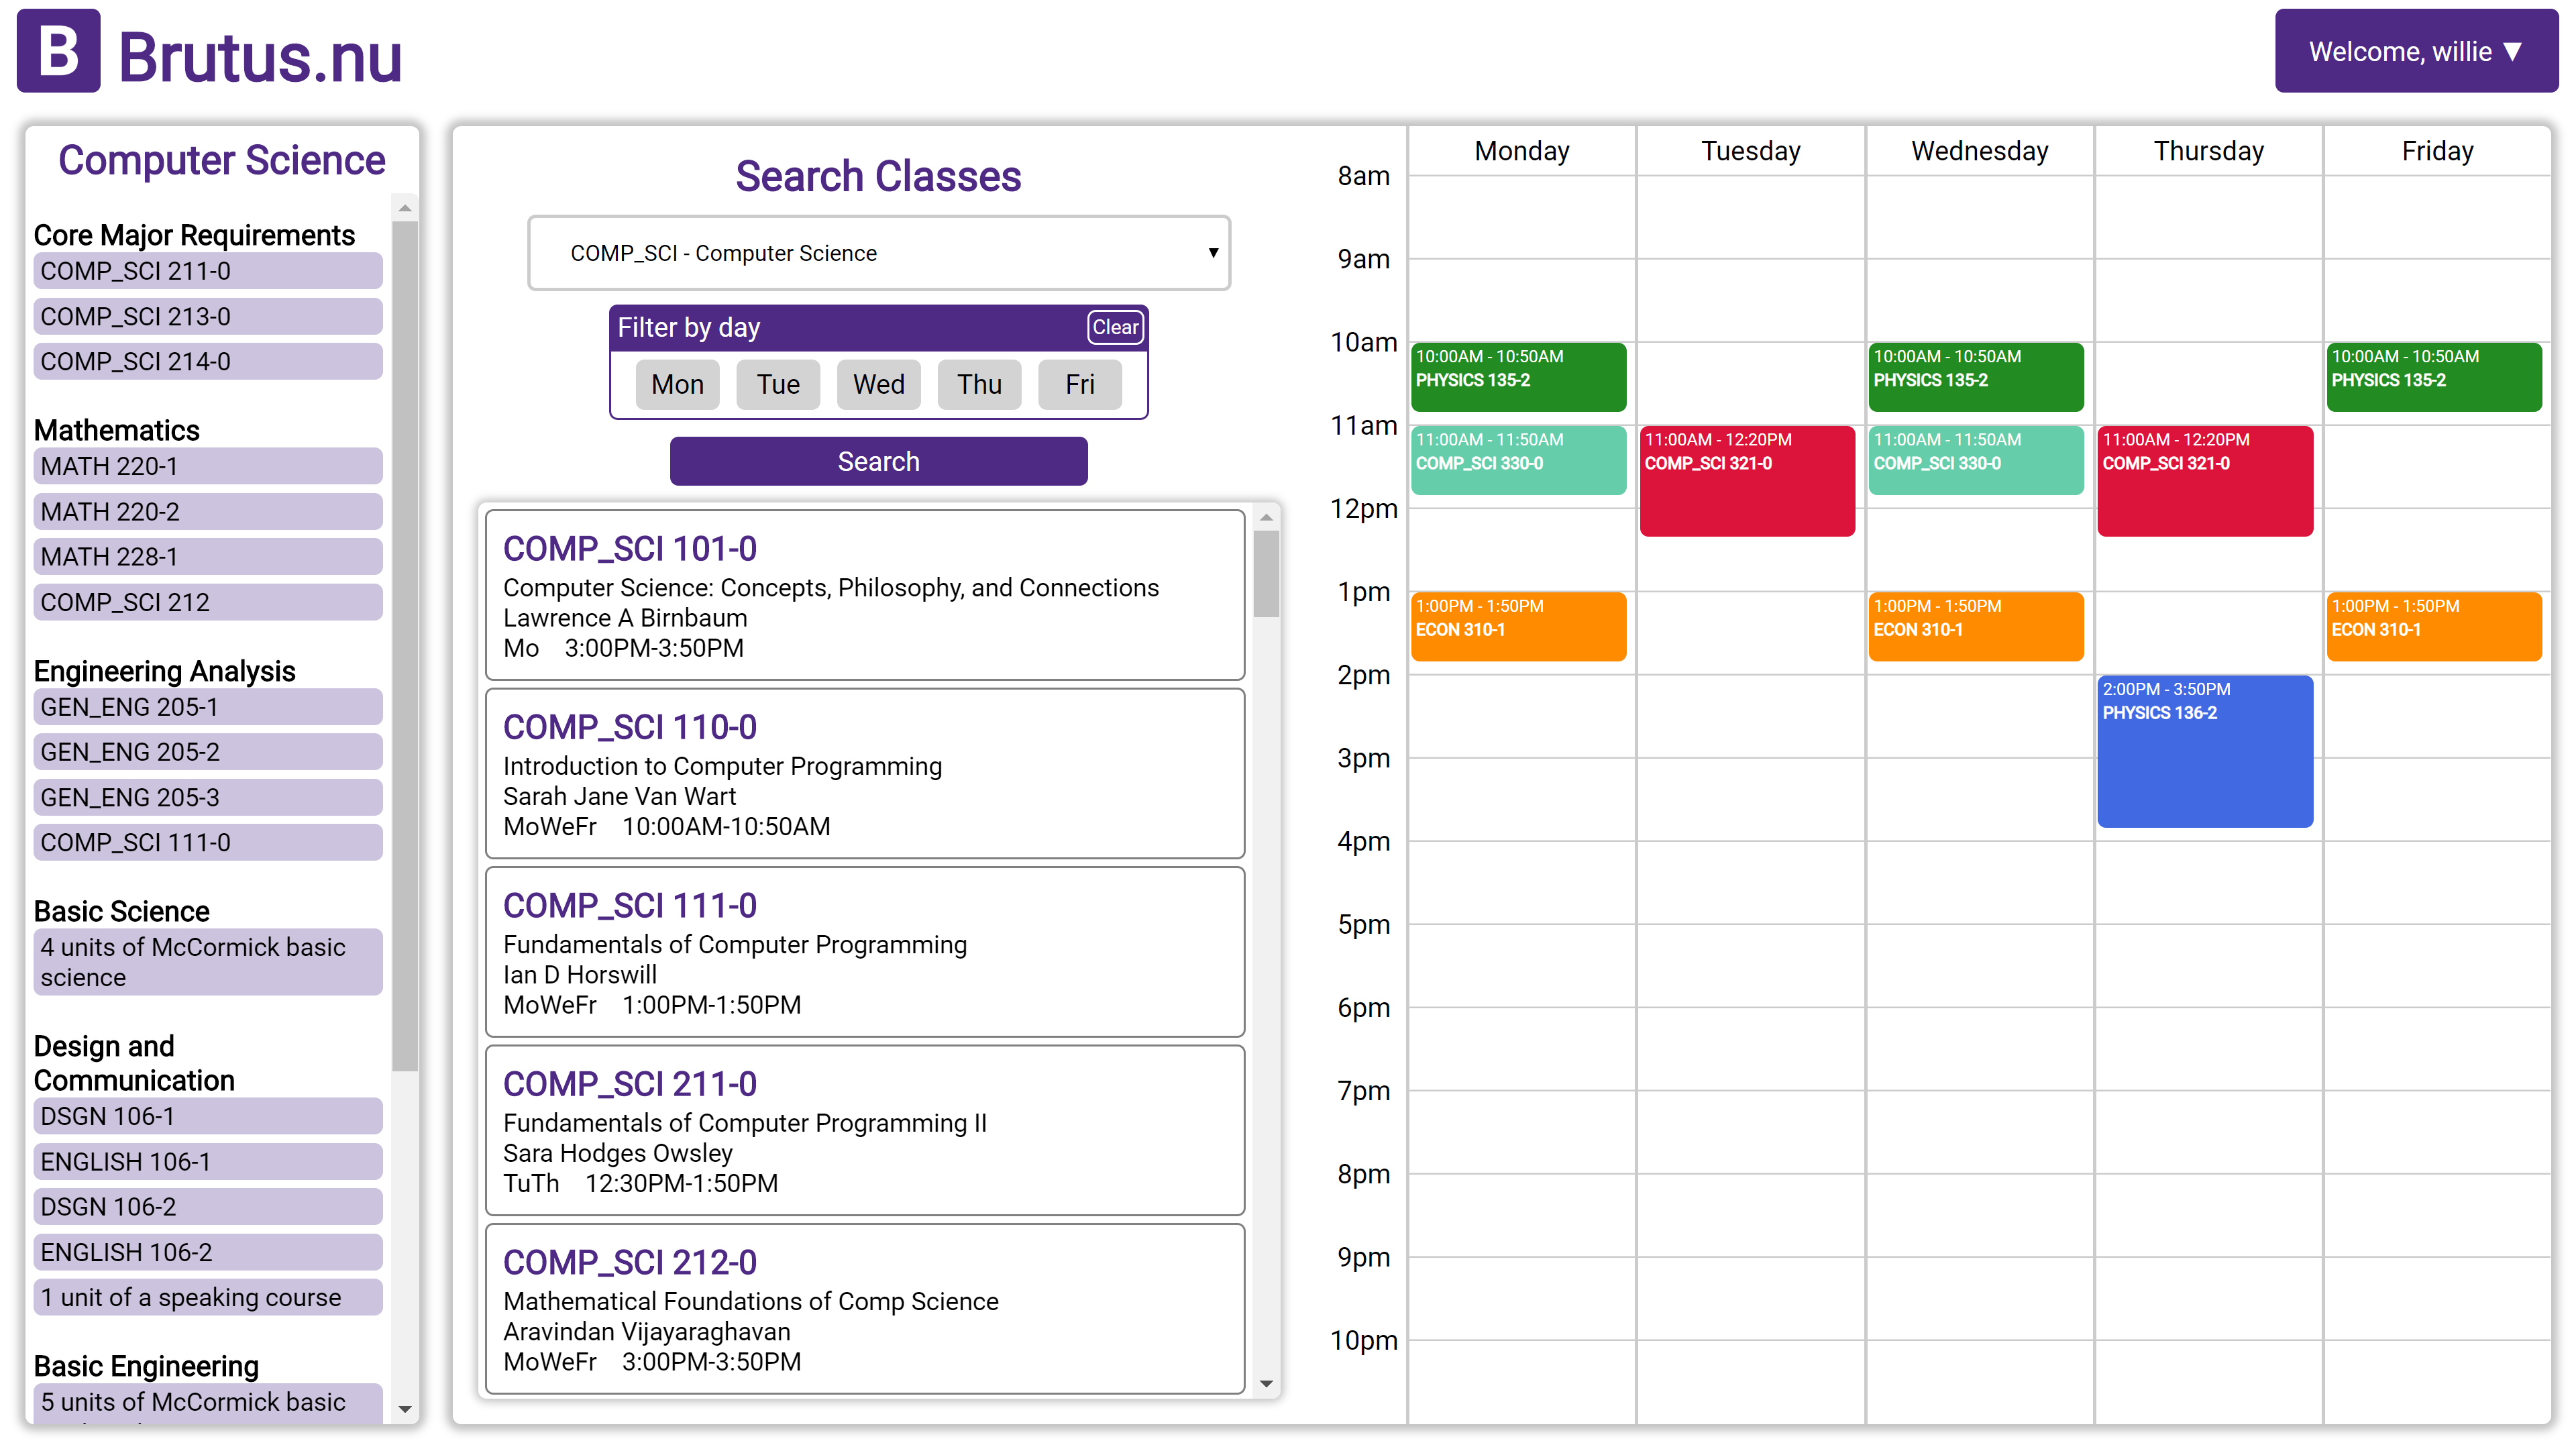 B Brutus.nu
Welcome, willie ▼
Computer Science
Core Major Requirements
COMP_SCI 211-0
COMP_SCI 213-0
COMP_SCI 214-0
Mathematics
MATH 220-1
MATH 220-2
MATH 228-1
COMP_SCI 212
Engineering Analysis
GEN_ENG 205-1
GEN_ENG 205-2
GEN_ENG 205-3
COMP_SCI 111-0
Basic Science
4 units of McCormick basic
science
Design and
Communication
DSGN 106-1
ENGLISH 106-1
DSGN 106-2
ENGLISH 106-2
1 unit of a speaking course
Basic Engineering
5 units of McCormick basic
Search Classes
COMP_SCI - Computer Science
Filter by day Clear
Mon Tue Wed Thu Fri
Search
COMP_SCI 101-0
Computer Science: Concepts, Philosophy, and Connections
Lawrence A Birnbaum
Mo 3:00PM-3:50PM
COMP_SCI 110-0
Introduction to Computer Programming
Sarah Jane Van Wart
MoWeFr 10:00AM-10:50AM
COMP_SCI 111-0
Fundamentals of Computer Programming
Ian D Horswill
MoWeFr 1:00PM-1:50PM
COMP_SCI 211-0
Fundamentals of Computer Programming II
Sara Hodges Owsley
TuTh 12:30PM-1:50PM
COMP_SCI 212-0
Mathematical Foundations of Comp Science
Aravindan Vijayaraghavan
MoWeFr 3:00PM-3:50PM
Monday Tuesday Wednesday Thursday Friday
8am
9am
10am
11am
12pm
1pm
2pm
3pm
4pm
5pm
6pm
7pm
8pm
9pm
10pm
10:00AM - 10:50AM
PHYSICS 135-2
11:00AM - 11:50AM
COMP_SCI 330-0
1:00PM - 1:50PM
ECON 310-1
11:00AM - 12:20PM
COMP_SCI 321-0
10:00AM - 10:50AM
PHYSICS 135-2
11:00AM - 11:50AM
COMP_SCI 330-0
1:00PM - 1:50PM
ECON 310-1
11:00AM - 12:20PM
COMP_SCI 321-0
2:00PM - 3:50PM
PHYSICS 136-2
10:00AM - 10:50AM
PHYSICS 135-2
1:00PM - 1:50PM
ECON 310-1